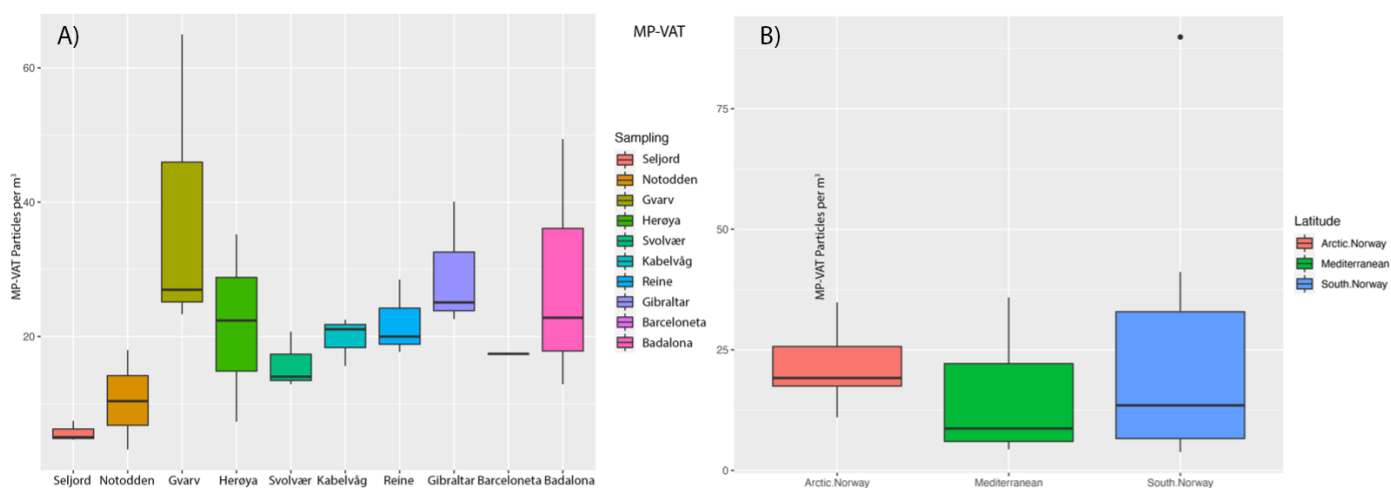 A)
MP-VAT Particles per m³
60
40
20
Seljord Notodden Gvarv Herøya Svolvær Kabelvåg Reine Gibraltar Barceloneta Badalona
MP-VAT
Sampling
Seljord
Notodden
Gvarv
Herøya
Svolvær
Kabelvåg
Reine
Gibraltar
Barceloneta
Badalona
B)
MP-VAT Particles per m³
75
50
25
0
Arctic.Norway Mediterranean South.Norway
Latitude
Arctic.Norway
Mediterranean
South.Norway